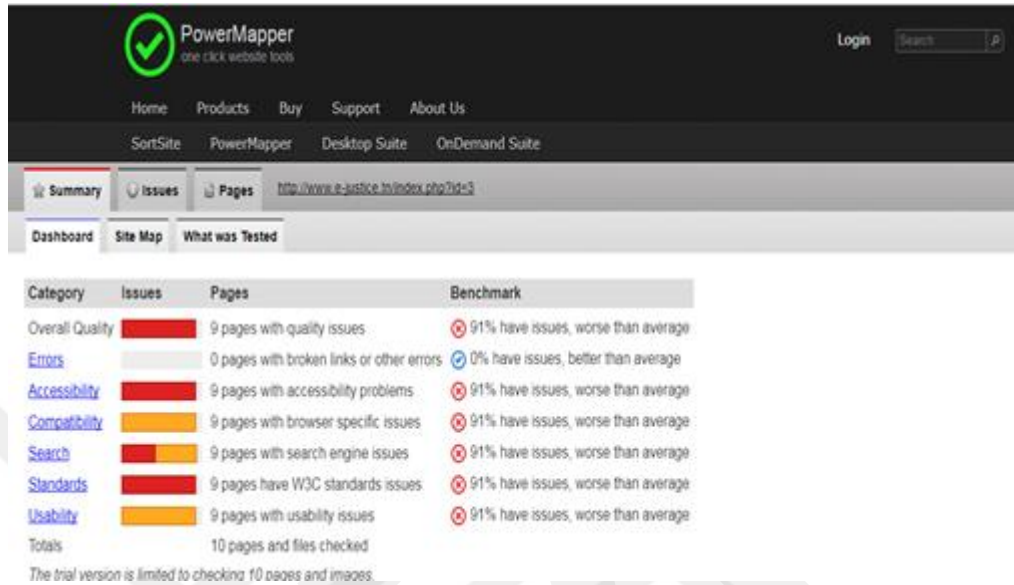 PowerMapper
one click website tools
Login Search
Home Products Buy Support About Us
SortSite PowerMapper Desktop Suite OnDemand Suite
Summary Issues Pages http://www.e-justice.tn/index.php?id=3
Dashboard Site Map What was Tested
Category Issues Pages Benchmark
Overall Quality 9 pages with quality issues 91% have issues, worse than average
Errors 0 pages with broken links or other errors 0% have issues, better than average
Accessibility 9 pages with accessibility problems 91% have issues, worse than average
Compatibility 9 pages with browser specific issues 91% have issues, worse than average
Search 9 pages with search engine issues 91% have issues, worse than average
Standards 9 pages have W3C standards issues 91% have issues, worse than average
Usability 9 pages with usability issues 91% have issues, worse than average
Totals 10 pages and files checked
The trial version is limited to checking 10 pages and images.